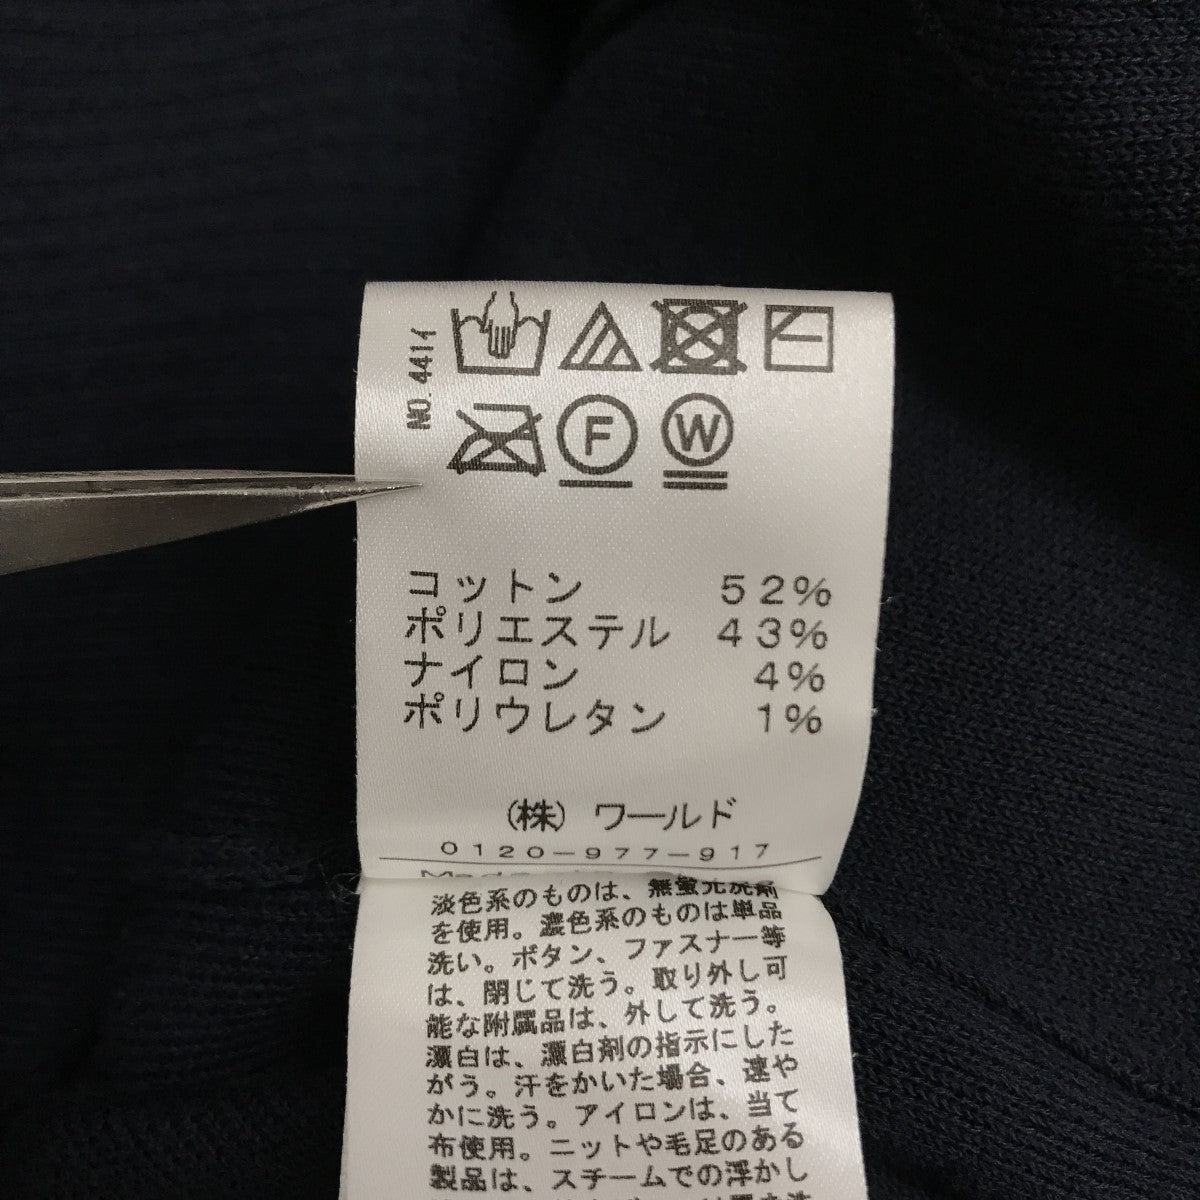 NO. 441イ
F
W
コットン 52%
ポリエステル 43%
ナイロン 4%
ポリウレタン 1%
(株) ワールド
0120-977-917
淡色系のものは、無蛍光洗剤
を使用。濃色系のものは単品
洗い。ボタン、ファスナー等
は、閉じて洗う。取り外し可
能な附属品は、外して洗う。
漂白は、漂白剤の指示にした
がう。汗をかいた場合、速や
かに洗う。アイロンは、当て
布使用。ニットや毛足のある
製品は、スチームでの浮かし